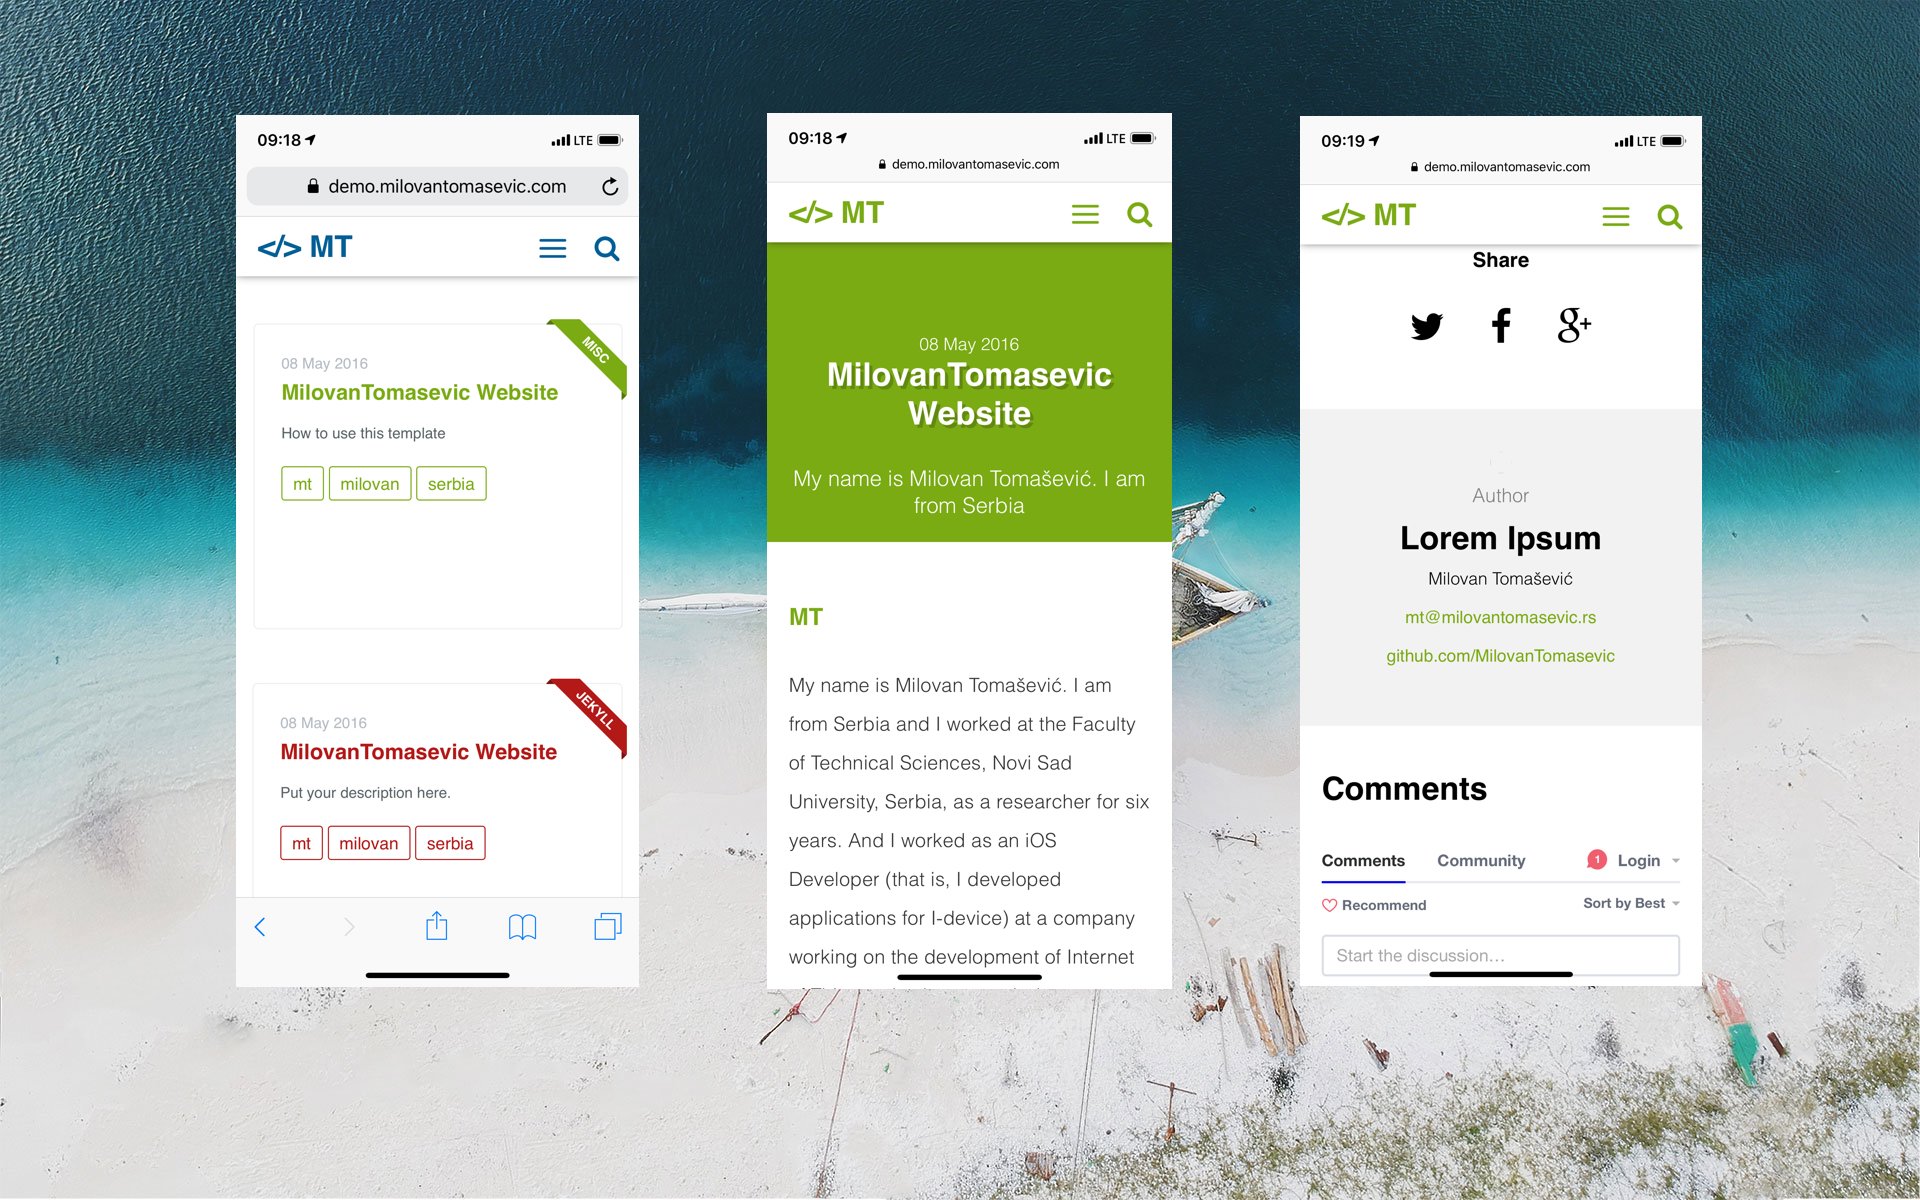 09:18
LTE
demo.milovantomasevic.com
</> MT
MISC
08 May 2016
MilovanTomasevic Website
How to use this template
mt milovan serbia
JEKYLL
08 May 2016
MilovanTomasevic Website
Put your description here.
mt milovan serbia
09:18
LTE
demo.milovantomasevic.com
</> MT
08 May 2016
MilovanTomasevic
Website
My name is Milovan Tomašević. I am
from Serbia
MT
My name is Milovan Tomašević. I am
from Serbia and I worked at the Faculty
of Technical Sciences, Novi Sad
University, Serbia, as a researcher for six
years. And I worked as an iOS
Developer (that is, I developed
applications for I-device) at a company
working on the development of Internet
09:19
LTE
demo.milovantomasevic.com
</> MT
Share
g+
Author
Lorem Ipsum
Milovan Tomašević
mt@milovantomasevic.rs
github.com/MilovanTomasevic
Comments
Comments Community 1 Login
Recommend Sort by Best
Start the discussion...